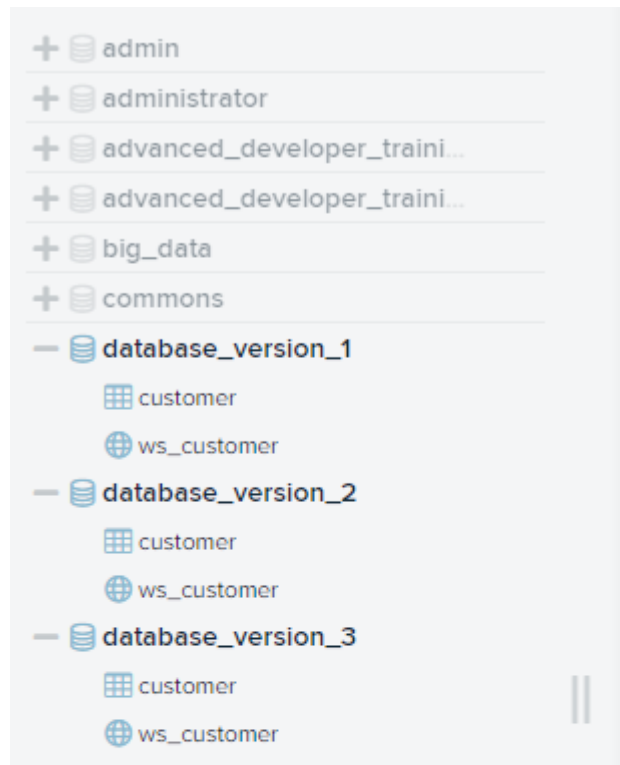 admin
administrator
advanced_developer_traini...
advanced_developer_traini...
big_data
commons
database_version_1
customer
ws_customer
database_version_2
customer
ws_customer
database_version_3
customer
ws_customer